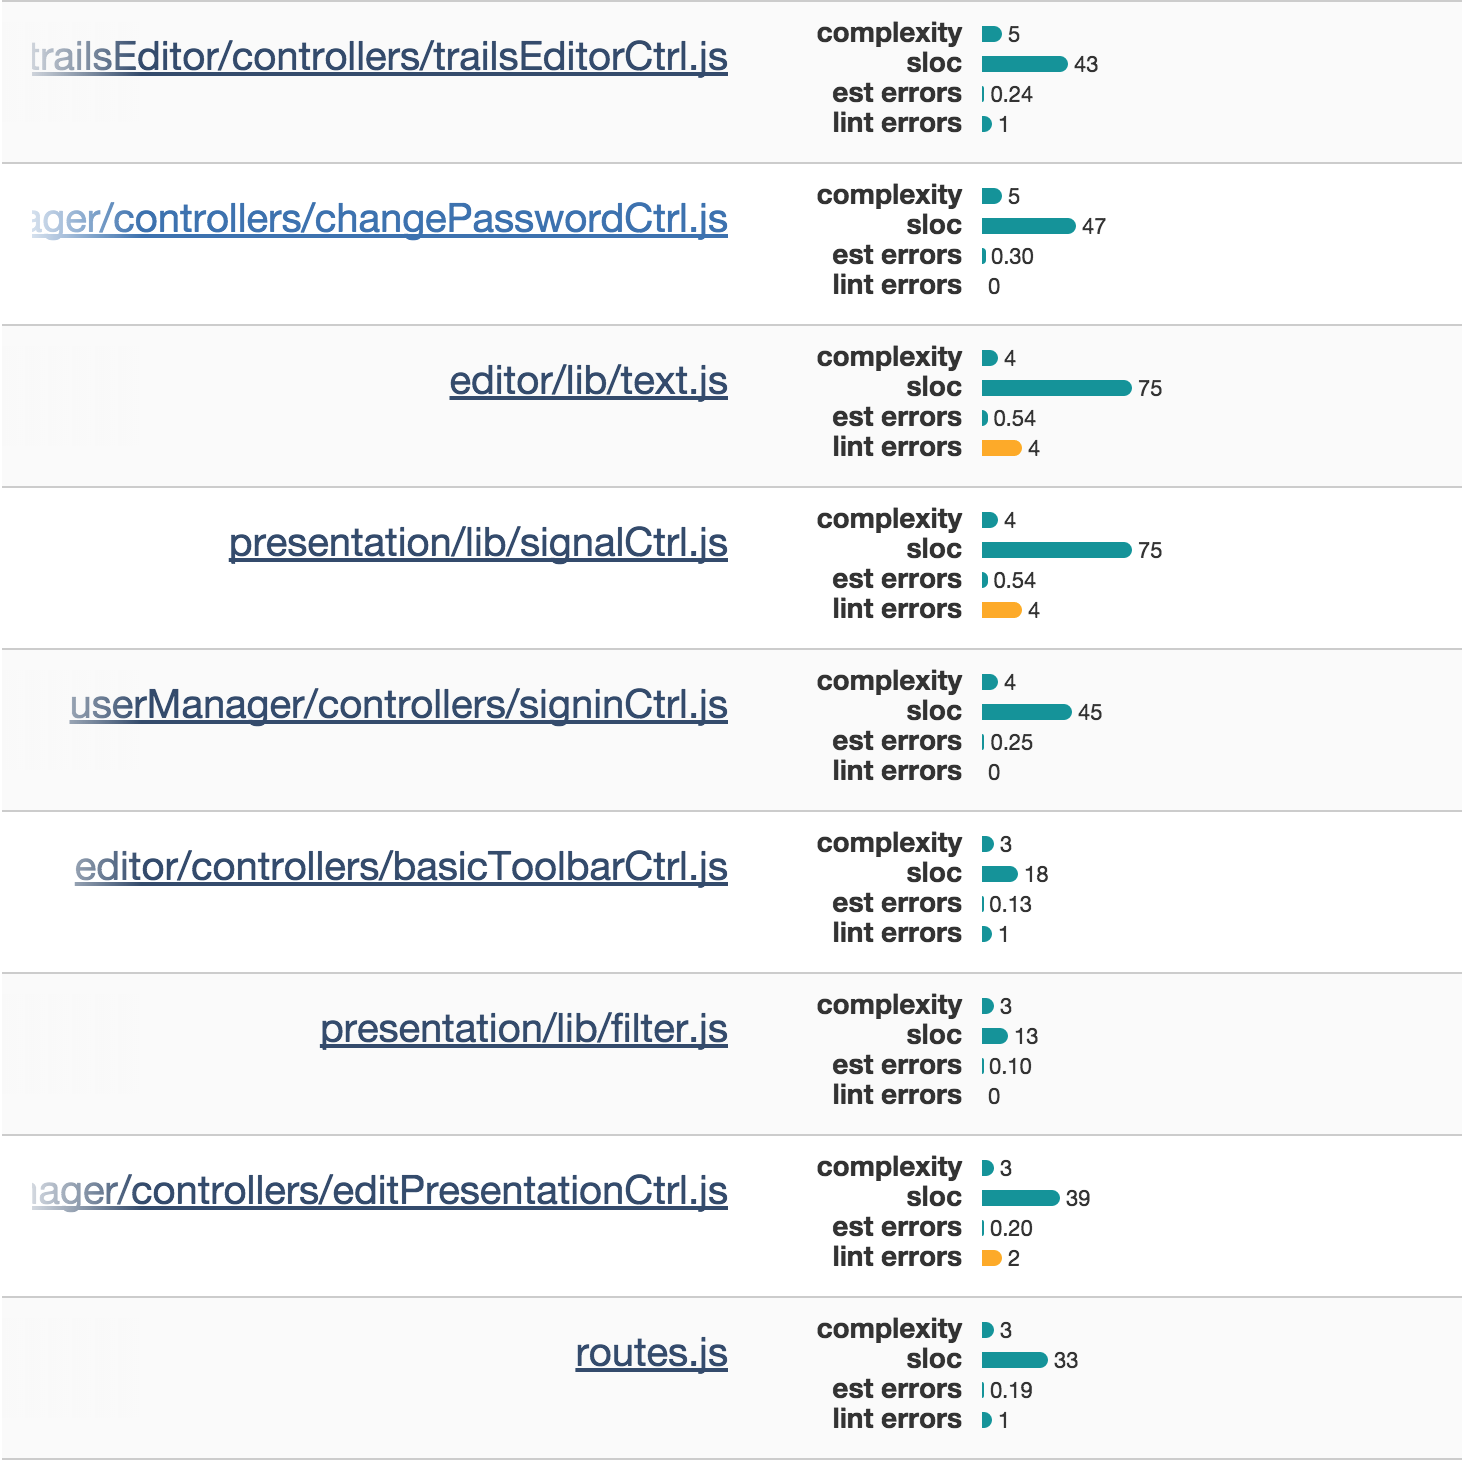 trailsEditor/controllers/trailsEditorCtrl.js
complexity 5
sloc 43
est errors 0.24
lint errors 1
ager/controllers/changePasswordCtrl.js
complexity 5
sloc 47
est errors 0.30
lint errors 0
editor/lib/text.js
complexity 4
sloc 75
est errors 0.54
lint errors 4
presentation/lib/signalCtrl.js
complexity 4
sloc 75
est errors 0.54
lint errors 4
userManager/controllers/signinCtrl.js
complexity 4
sloc 45
est errors 0.25
lint errors 0
editor/controllers/basicToolbarCtrl.js
complexity 3
sloc 18
est errors 0.13
lint errors 1
presentation/lib/filter.js
complexity 3
sloc 13
est errors 0.10
lint errors 0
nager/controllers/editPresentationCtrl.js
complexity 3
sloc 39
est errors 0.20
lint errors 2
routes.js
complexity 3
sloc 33
est errors 0.19
lint errors 1